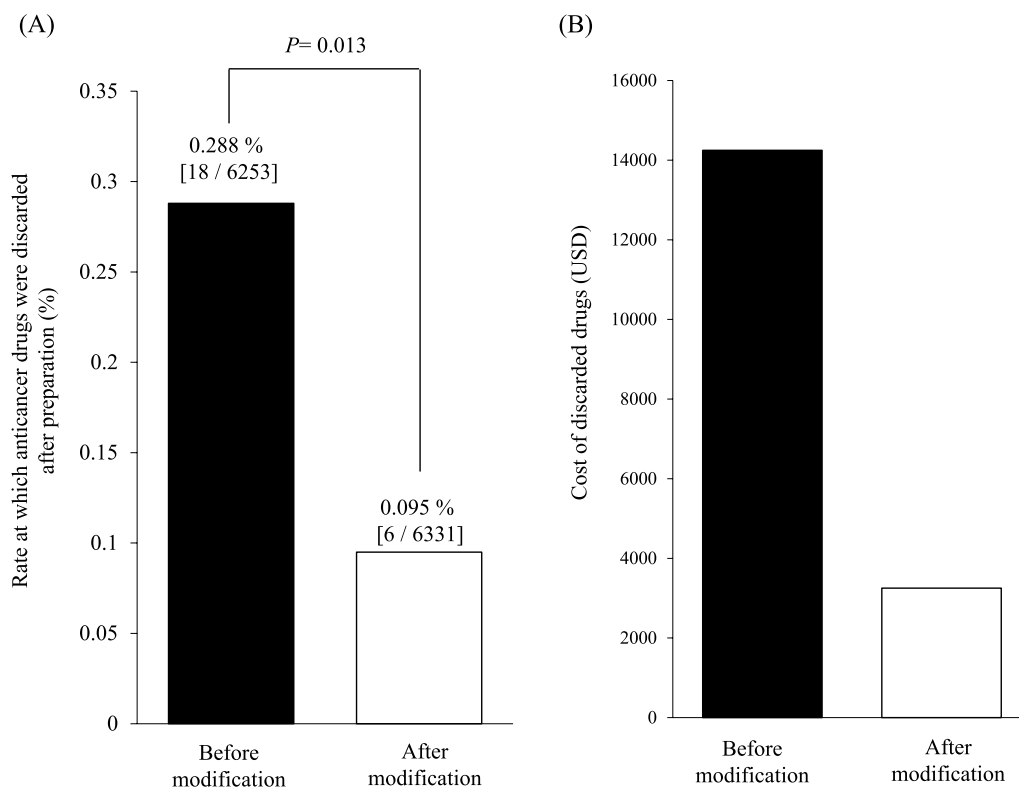 (A)
P= 0.013
0.35
0.3
0.25
0.2
0.15
0.1
0.05
0
Rate at which anticancer drugs were discarded
after preparation (%)
0.288 %
[18 / 6253]
0.095 %
[6 / 6331]
Before
modification
After
modification
(B)
16000
14000
12000
10000
8000
6000
4000
2000
0
Cost of discarded drugs (USD)
Before
modification
After
modification